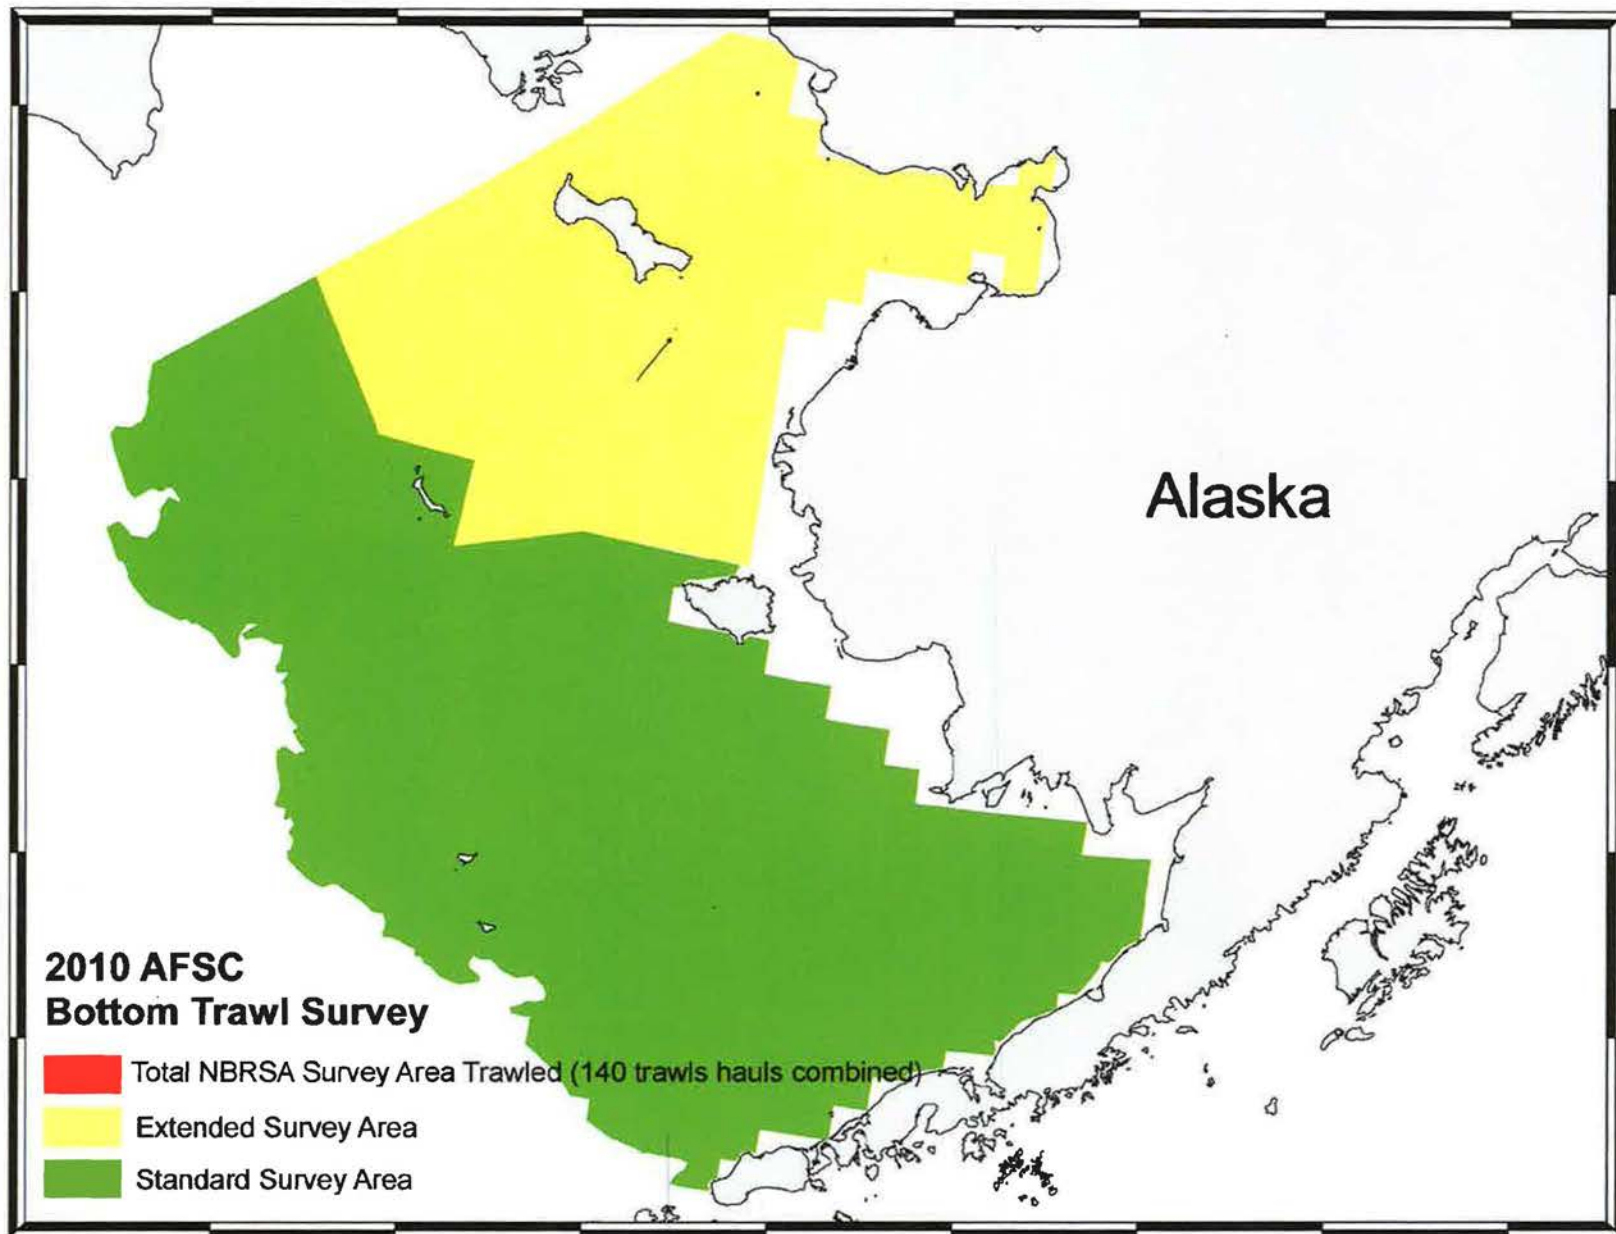 Alaska
2010 AFSC
Bottom Trawl Survey
Total NBRSA Survey Area Trawled (140 trawls hauls combined)
Extended Survey Area
Standard Survey Area